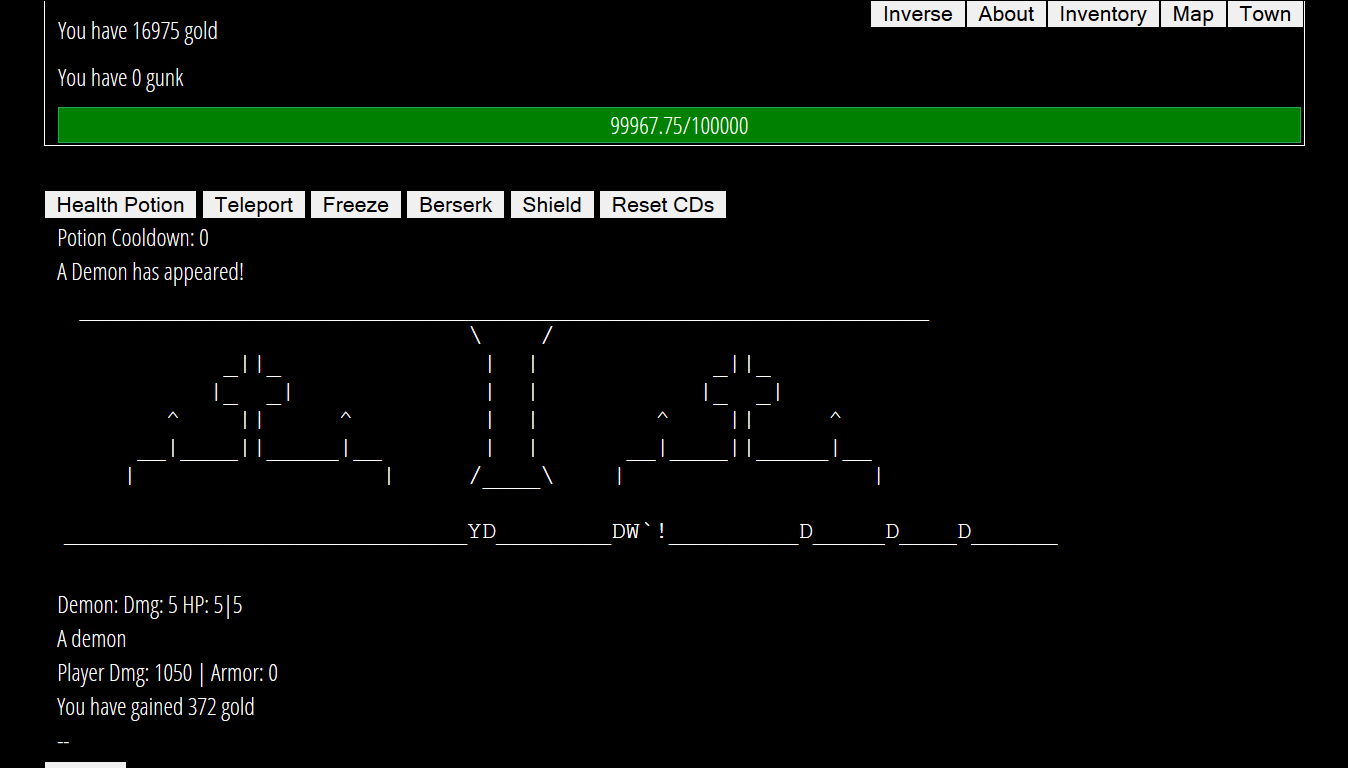 You have 16975 gold
Inverse About Inventory Map Town
You have 0 gunk
99967.75/100000
Health Potion Teleport Freeze Berserk Shield Reset CDs
Potion Cooldown: 0
A Demon has appeared!
YD DW`! D D D
Demon: Dmg: 5 HP: 5|5
A demon
Player Dmg: 1050 | Armor: 0
You have gained 372 gold
--